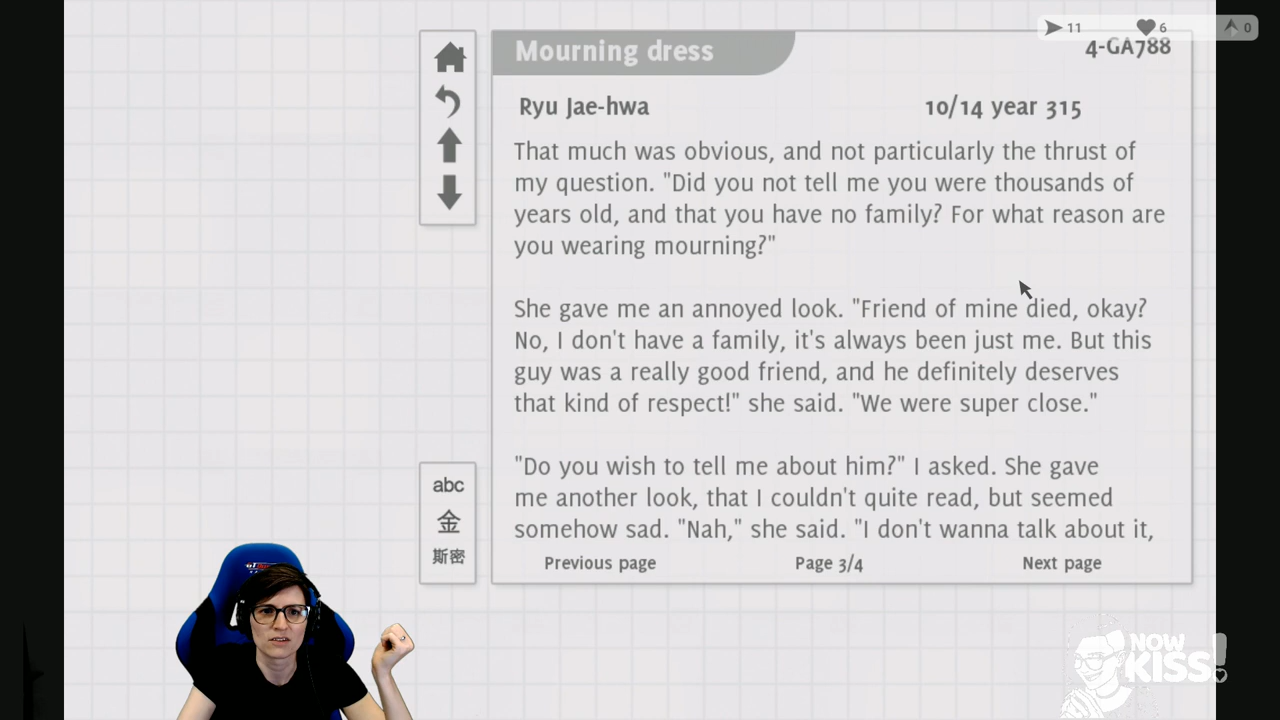 11 6 0
Mourning dress
4-GA788
Ryu Jae-hwa 10/14 year 315
That much was obvious, and not particularly the thrust of
my question. "Did you not tell me you were thousands of
years old, and that you have no family? For what reason are
you wearing mourning?"
She gave me an annoyed look. "Friend of mine died, okay?
No, I don't have a family, it's always been just me. But this
guy was a really good friend, and he definitely deserves
that kind of respect!" she said. "We were super close."
"Do you wish to tell me about him?" I asked. She gave
me another look, that I couldn't quite read, but seemed
somehow sad. "Nah," she said. "I don't wanna talk about it,
abc
金
斯密
Previous page Page 3/4 Next page
NOW
KISS!